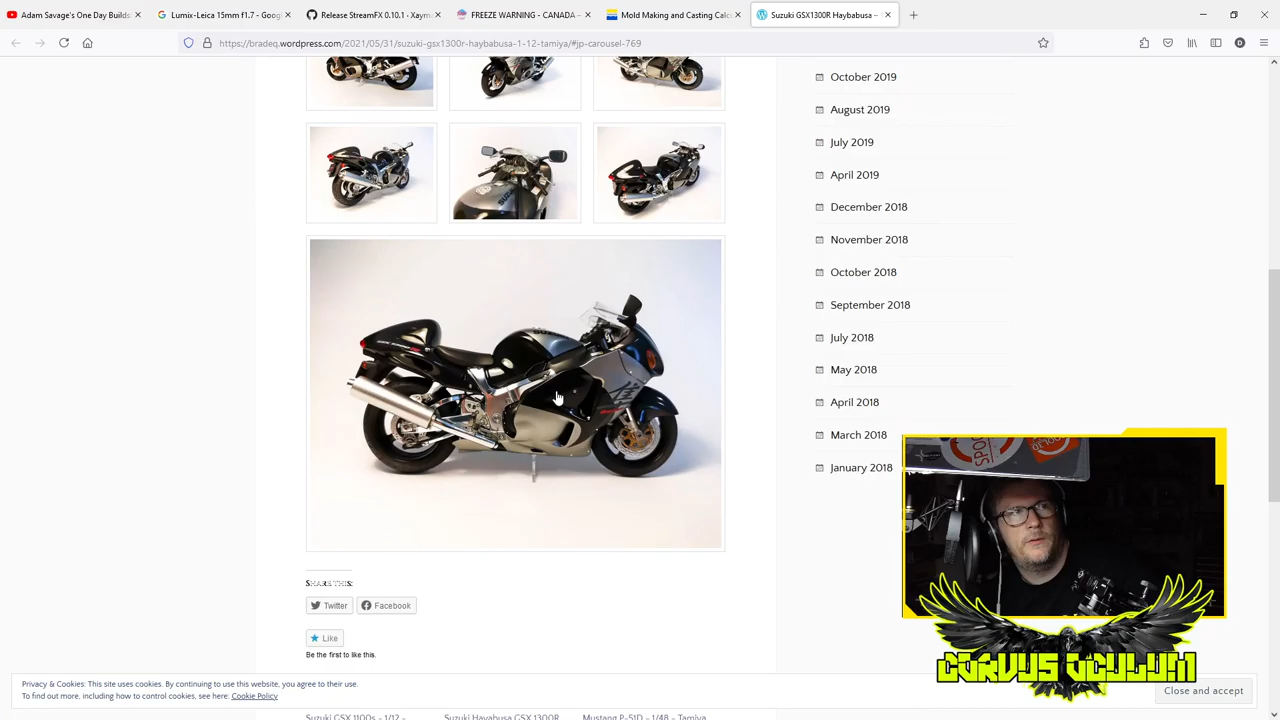 Adam Savage's One Day Builds:
Lumix-Leica 15mm f1.7 - Goog
Release StreamFX 0.10.1 · Xayma
FREEZE WARNING - CANADA -
Mold Making and Casting Calc
Suzuki GSX1300R Haybabusa –
https://bradeq.wordpress.com/2021/05/31/suzuki-gsx1300r-haybabusa-1-12-tamiya/#jp-carousel-769
October 2019
August 2019
July 2019
April 2019
December 2018
November 2018
October 2018
September 2018
July 2018
May 2018
April 2018
March 2018
January 2018
SHARE THIS:
Twitter
Facebook
Like
Be the first to like this.
Privacy & Cookies: This site uses cookies. By continuing to use this website, you agree to their use.
To find out more, including how to control cookies, see here: Cookie Policy
Close and accept
Suzuki GSX 1100s – 1/12 –
Suzuki Hayabusa GSX 1300R
Mustang P-51D – 1/48 – Tamiya
CORVUS OCULUM